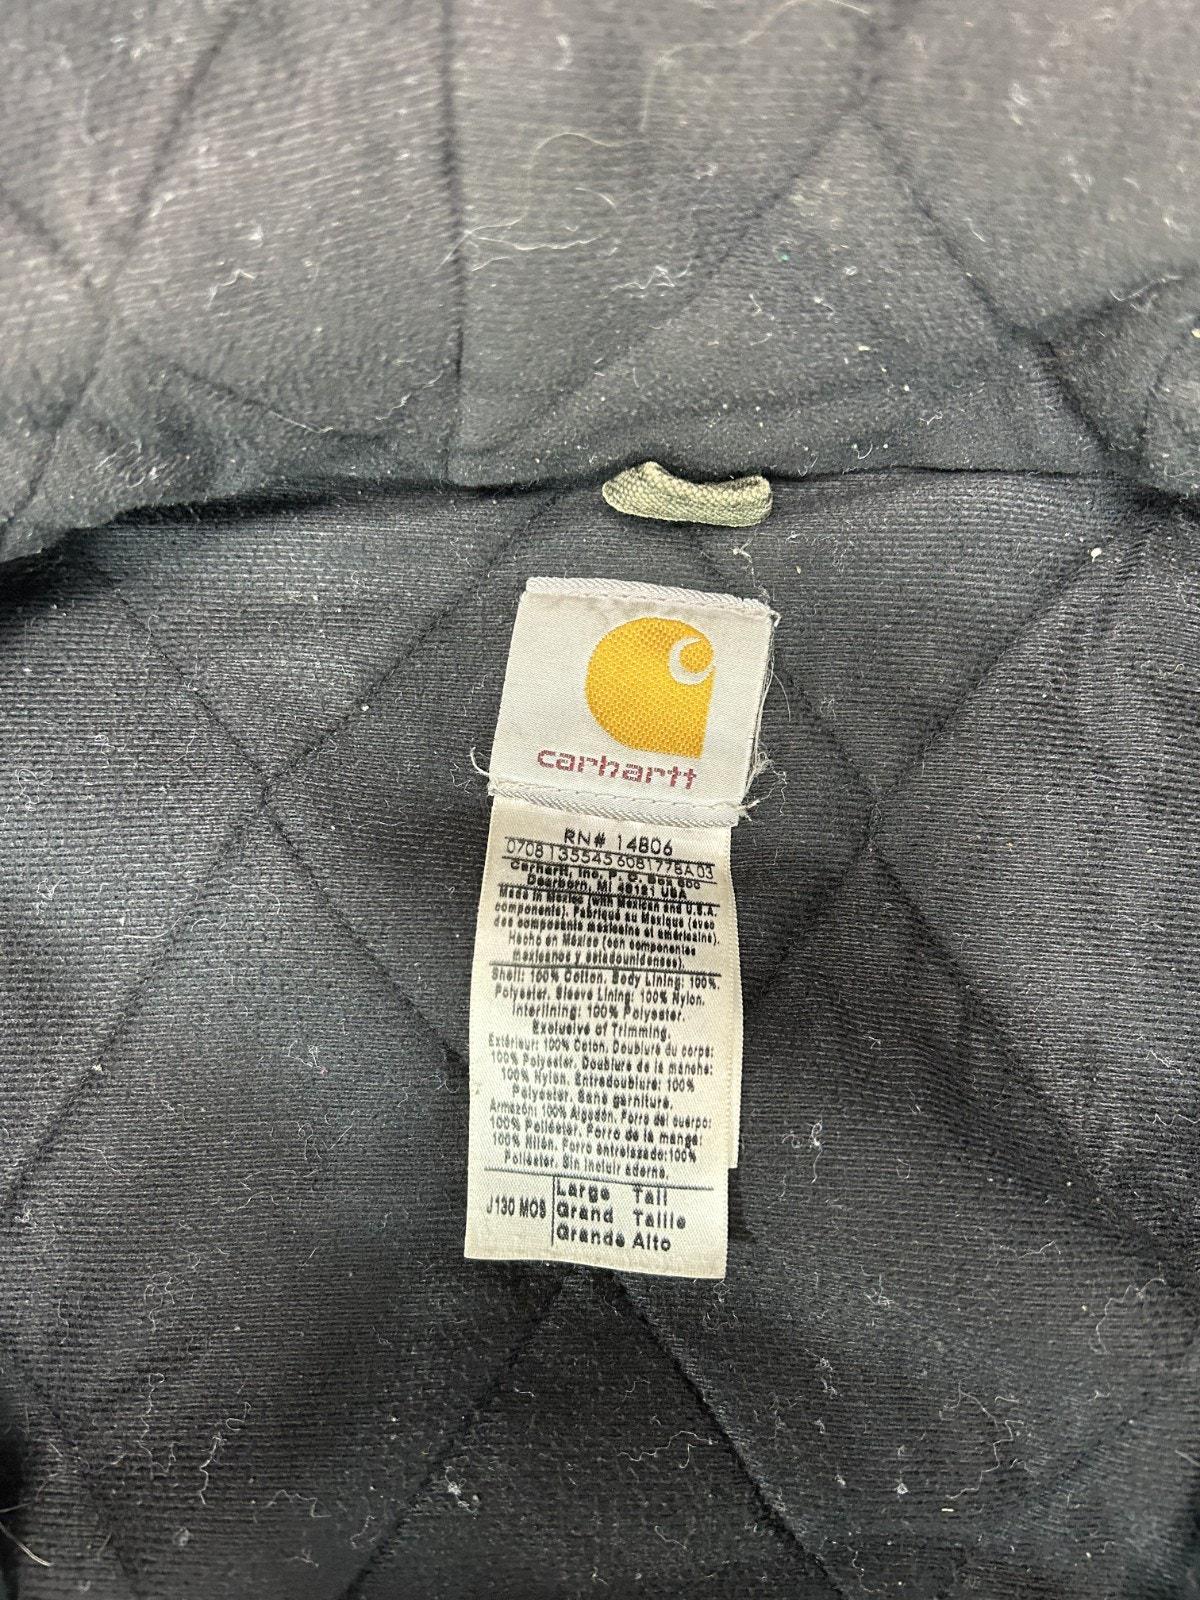 carhartt
RN# 14806
0708 135545 6081778A 03
Carhartt, Inc. P. O. Box 600
Dearborn, MI 48121 USA
Made in Mexico (with Mexican and U.S.A.
components). Fabriqué au Mexique (avec
des composants mexicains et américains).
Hecho en México (con componentes
mexicanos y estadounidenses).
Shell: 100% Cotton. Body Lining: 100%
Polyester. Sleeve Lining: 100% Nylon.
Interlining: 100% Polyester.
Exclusive of Trimming.
Extérieur: 100% Coton. Doublure du corps:
100% Polyester. Doublure de la manche:
100% Nylon. Entredoublure: 100%
Polyester. Sans garniture.
Armazón: 100% Algodón. Forro del cuerpo:
100% Poliéster. Forro de la manga:
100% Nilón. Forro entrelazado: 100%
Poliéster. Sin incluir adorno.
J130 MOS
Large Tall
Grand Taille
Grande Alto